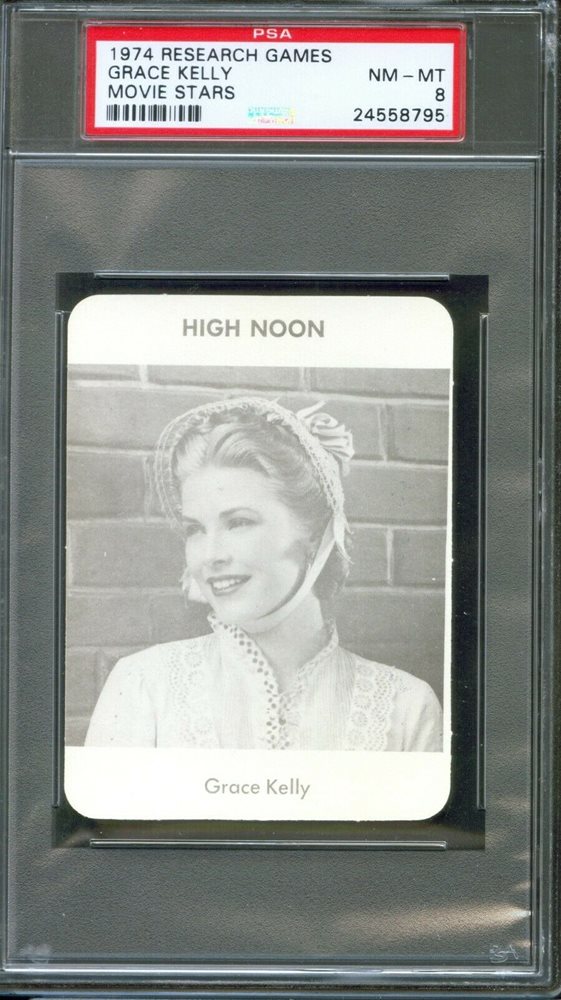 PSA
1974 RESEARCH GAMES
GRACE KELLY NM – MT
MOVIE STARS 8
24558795
HIGH NOON
Grace Kelly